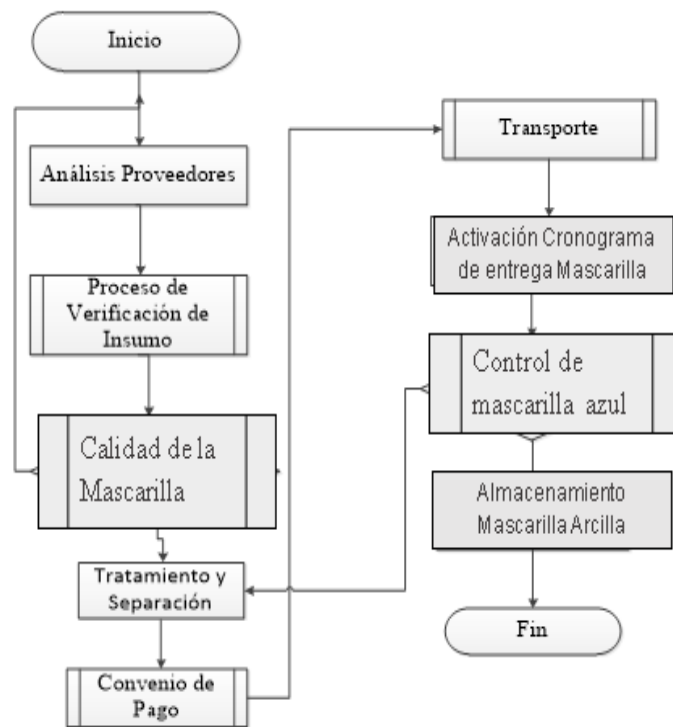 Inicio
Análisis Proveedores
Proceso de
Verificación de
Insumo
Calidad de la
Mascarilla
Tratamiento y
Separación
Convenio de
Pago
Transporte
Activación Cronograma
de entrega Mascarilla
Control de
mascarilla azul
Almacenamiento
Mascarilla Arcilla
Fin